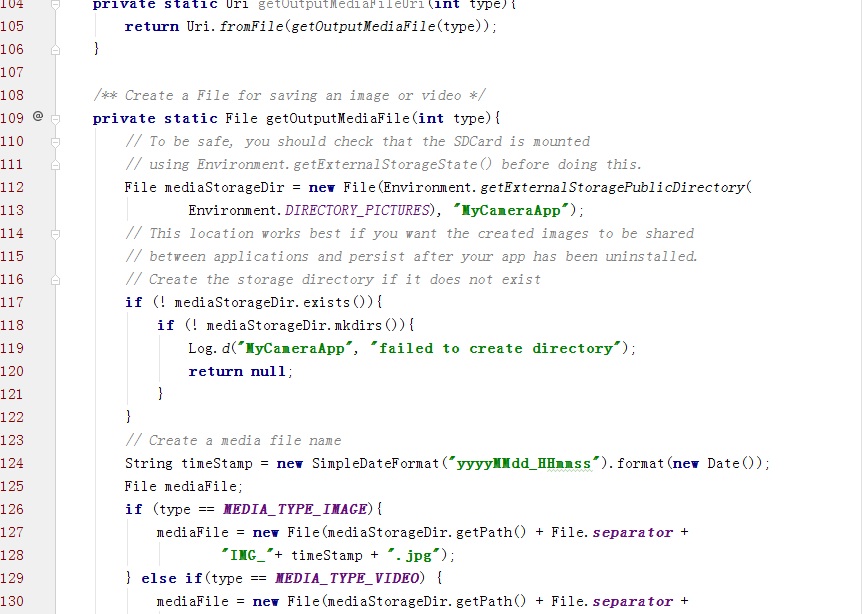 104 private static Uri getOutputMediaFileUri(int type){
105 return Uri.fromFile(getOutputMediaFile(type));
106 }
107
108 /** Create a File for saving an image or video */
109 @ private static File getOutputMediaFile(int type){
110 // To be safe, you should check that the SDCard is mounted
111 // using Environment.getExternalStorageState() before doing this.
112 File mediaStorageDir = new File(Environment.getExternalStoragePublicDirectory(
113 Environment.DIRECTORY_PICTURES), "MyCameraApp");
114 // This location works best if you want the created images to be shared
115 // between applications and persist after your app has been uninstalled.
116 // Create the storage directory if it does not exist
117 if (! mediaStorageDir.exists()){
118 if (! mediaStorageDir.mkdirs()){
119 Log.d("MyCameraApp", "failed to create directory");
120 return null;
121 }
122 }
123 // Create a media file name
124 String timeStamp = new SimpleDateFormat("yyyyMMdd_HHmmss").format(new Date());
125 File mediaFile;
126 if (type == MEDIA_TYPE_IMAGE){
127 mediaFile = new File(mediaStorageDir.getPath() + File.separator +
128 "IMG_"+ timeStamp + ".jpg");
129 } else if(type == MEDIA_TYPE_VIDEO) {
130 mediaFile = new File(mediaStorageDir.getPath() + File.separator +